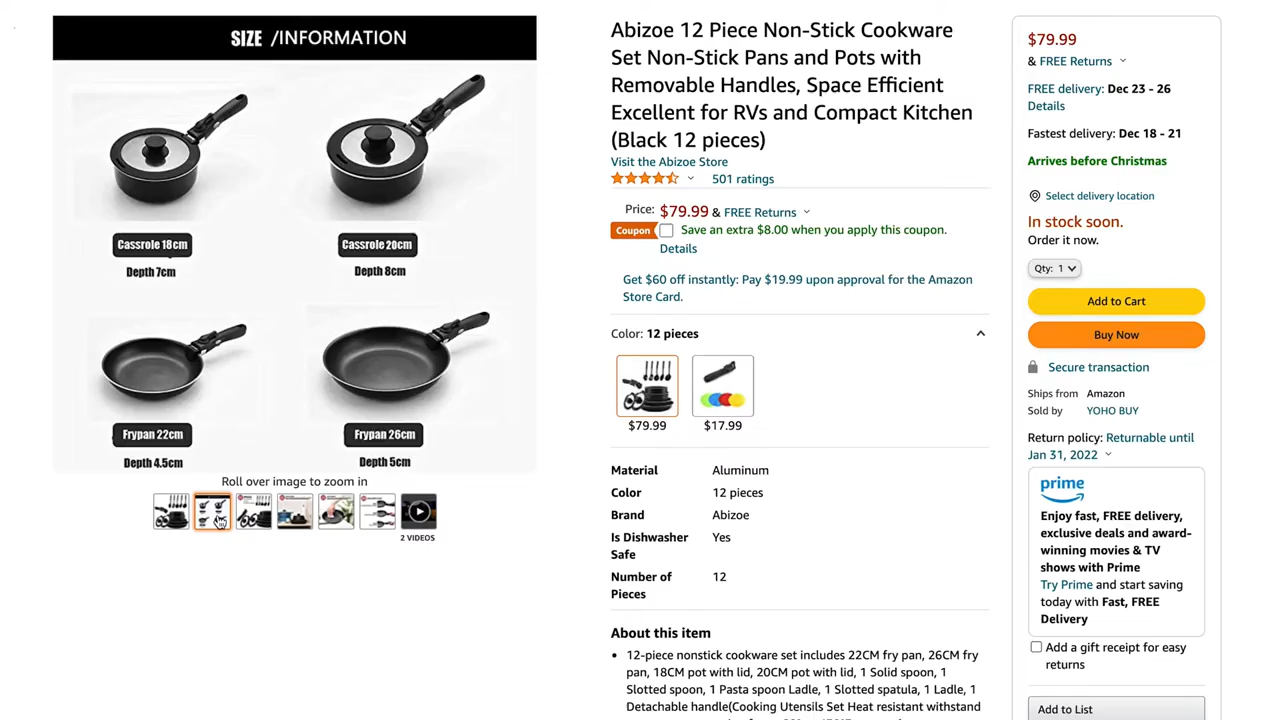 SIZE /INFORMATION
Cassrole 18cm
Cassrole 20cm
Depth 7cm
Depth 8cm
Frypan 22cm
Frypan 26cm
Depth 4.5cm
Depth 5cm
Roll over image to zoom in
2 VIDEOS
Abizoe 12 Piece Non-Stick Cookware
Set Non-Stick Pans and Pots with
Removable Handles, Space Efficient
Excellent for RVs and Compact Kitchen
(Black 12 pieces)
Visit the Abizoe Store
501 ratings
Price: $79.99 & FREE Returns
Coupon Save an extra $8.00 when you apply this coupon.
Details
Get $60 off instantly: Pay $19.99 upon approval for the Amazon
Store Card.
Color: 12 pieces
$79.99 $17.99
Material Aluminum
Color 12 pieces
Brand Abizoe
Is Dishwasher Yes
Safe
Number of 12
Pieces
About this item
• 12-piece nonstick cookware set includes 22CM fry pan, 26CM fry
pan, 18CM pot with lid, 20CM pot with lid, 1 Solid spoon, 1
Slotted spoon, 1 Pasta spoon Ladle, 1 Slotted spatula, 1 Ladle, 1
Detachable handle(Cooking Utensils Set Heat resistant withstand
$79.99
& FREE Returns
FREE delivery: Dec 23 - 26
Details
Fastest delivery: Dec 18 - 21
Arrives before Christmas
Select delivery location
In stock soon.
Order it now.
Qty: 1
Add to Cart
Buy Now
Secure transaction
Ships from Amazon
Sold by YOHO BUY
Return policy: Returnable until
Jan 31, 2022
prime
Enjoy fast, FREE delivery,
exclusive deals and award-
winning movies & TV
shows with Prime
Try Prime and start saving
today with Fast, FREE
Delivery
Add a gift receipt for easy
returns
Add to List